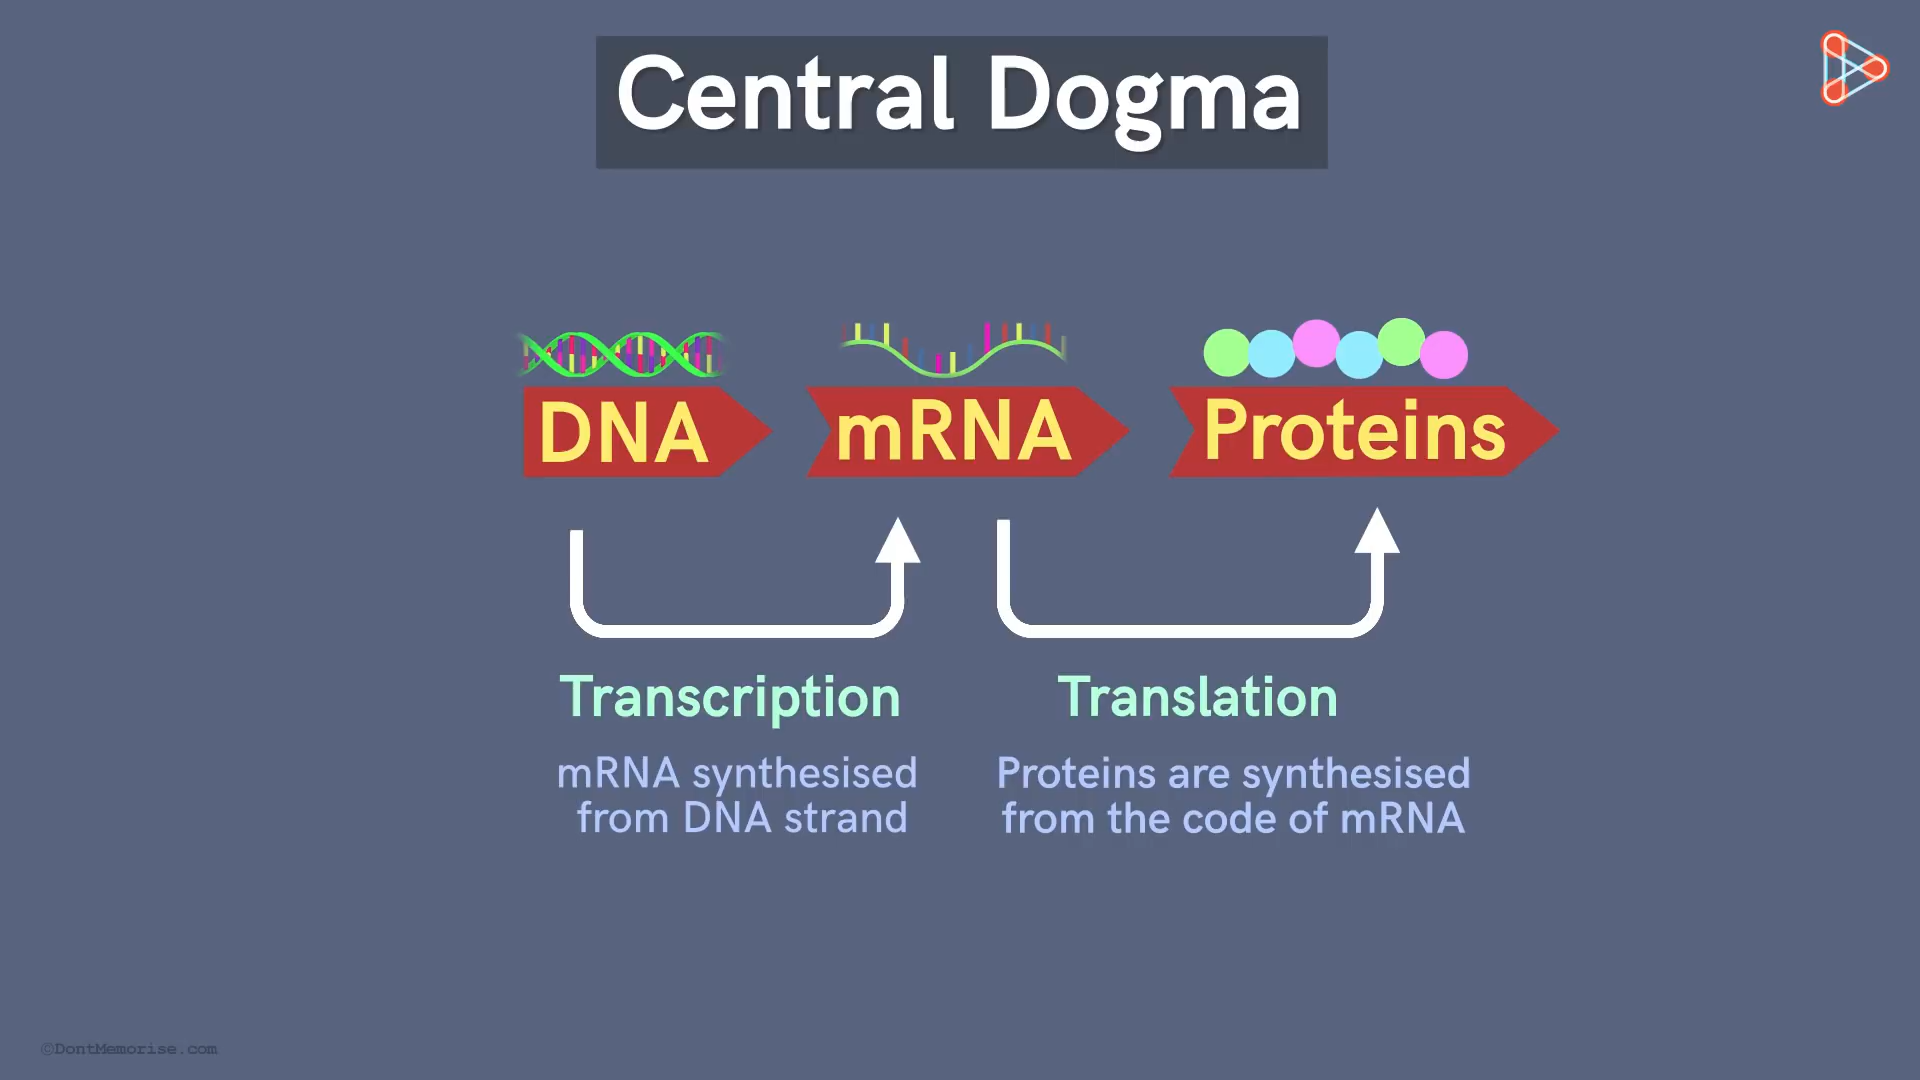 Central Dogma
DNA
mRNA
Proteins
Transcription
Translation
mRNA synthesised
from DNA strand
Proteins are synthesised
from the code of mRNA
©DontMemorise.com